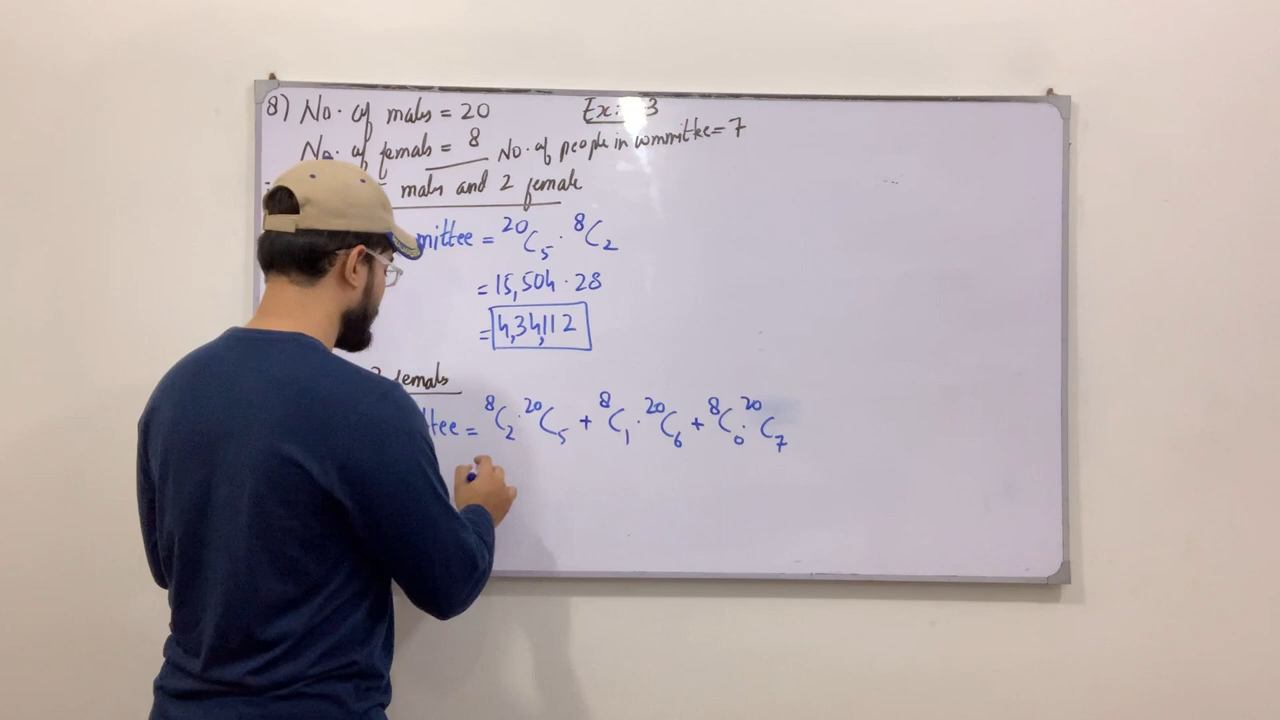 8) No. of males = 20
Ex:- 3
No. of females = 8
No. of people in committee = 7
males and 2 female
mittee = ²⁰C₅ · ⁸C₂
= 15,504 · 28
= 4,34,112
2 females
ttee = ⁸C₂ · ²⁰C₅ + ⁸C₁ · ²⁰C₆ + ⁸C₀ · ²⁰C₇